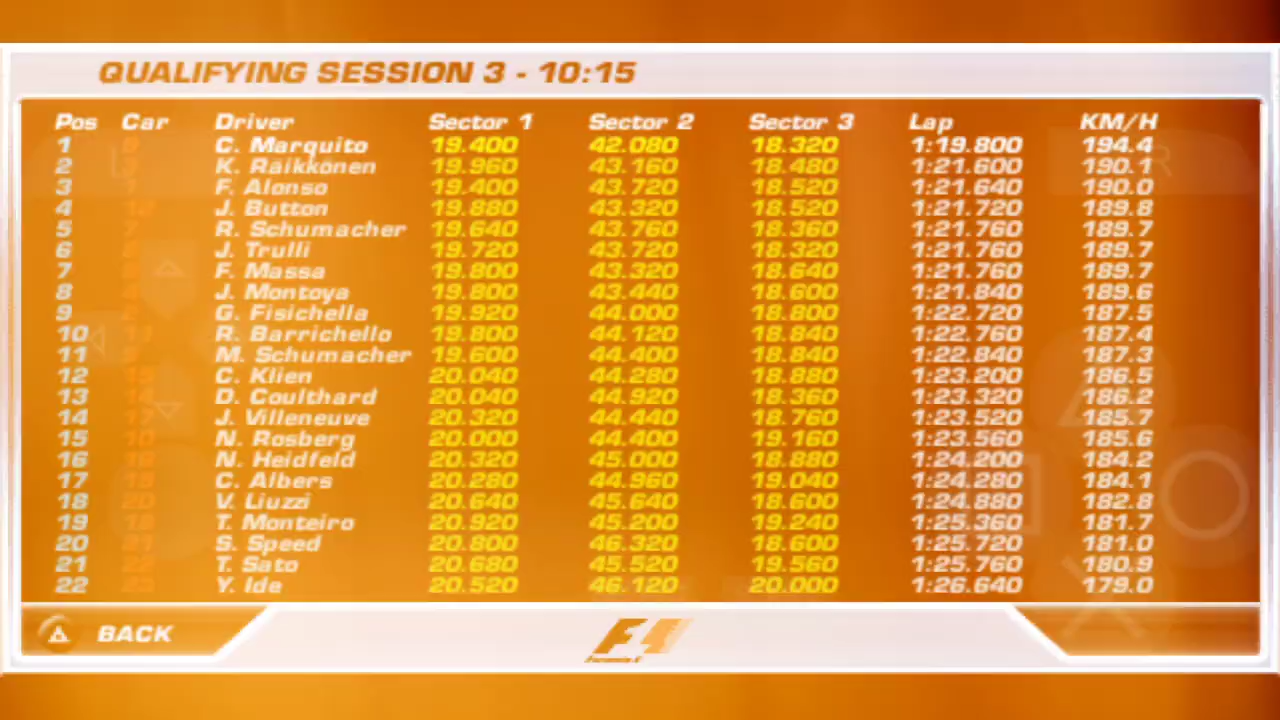 QUALIFYING SESSION 3 - 10:15
Pos Car Driver Sector 1 Sector 2 Sector 3 Lap KM/H
1 C. Marquito 19.400 42.080 18.320 1:19.800 194.4
2 K. Raikkonen 19.960 43.160 18.480 1:21.600 190.1
3 F. Alonso 19.400 43.720 18.520 1:21.640 190.0
4 J. Button 19.880 43.320 18.520 1:21.720 189.8
5 R. Schumacher 19.640 43.760 18.360 1:21.760 189.7
6 J. Trulli 19.720 43.720 18.320 1:21.760 189.7
7 F. Massa 19.800 43.320 18.640 1:21.760 189.7
8 J. Montoya 19.800 43.440 18.600 1:21.840 189.6
9 G. Fisichella 19.920 44.000 18.800 1:22.720 187.5
10 11 R. Barrichello 19.800 44.120 18.840 1:22.760 187.4
11 M. Schumacher 19.600 44.400 18.840 1:22.840 187.3
12 C. Klien 20.040 44.280 18.880 1:23.200 186.5
13 14 D. Coulthard 20.040 44.920 18.360 1:23.320 186.2
14 17 J. Villeneuve 20.320 44.440 18.760 1:23.520 185.7
15 10 N. Rosberg 20.000 44.400 19.160 1:23.560 185.6
16 16 N. Heidfeld 20.320 45.000 18.880 1:24.200 184.2
17 19 C. Albers 20.280 44.960 19.040 1:24.280 184.1
18 20 V. Liuzzi 20.640 45.640 18.600 1:24.880 182.8
19 18 T. Monteiro 20.920 45.200 19.240 1:25.360 181.7
20 21 S. Speed 20.800 46.320 18.600 1:25.720 181.0
21 22 T. Sato 20.680 45.520 19.560 1:25.760 180.9
22 23 Y. Ide 20.520 46.120 20.000 1:26.640 179.0
BACK
F1
Formula 1